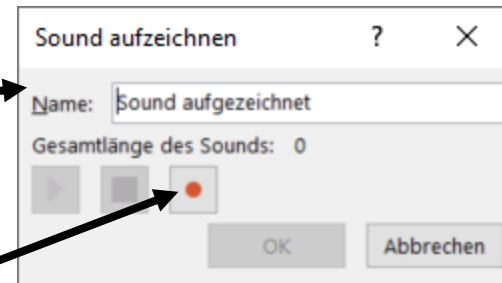 Sound aufzeichnen ? ×
Name: Sound aufgezeichnet
Gesamtlänge des Sounds: 0
OK Abbrechen